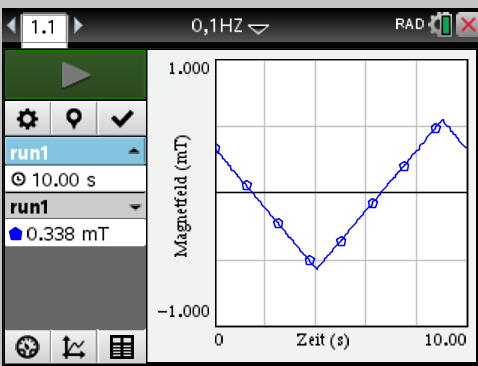 1.1 0,1HZ RAD
run1
10.00 s
run1
0.338 mT
1.000
Magnetfeld (mT)
-1.000
0 Zeit (s) 10.00